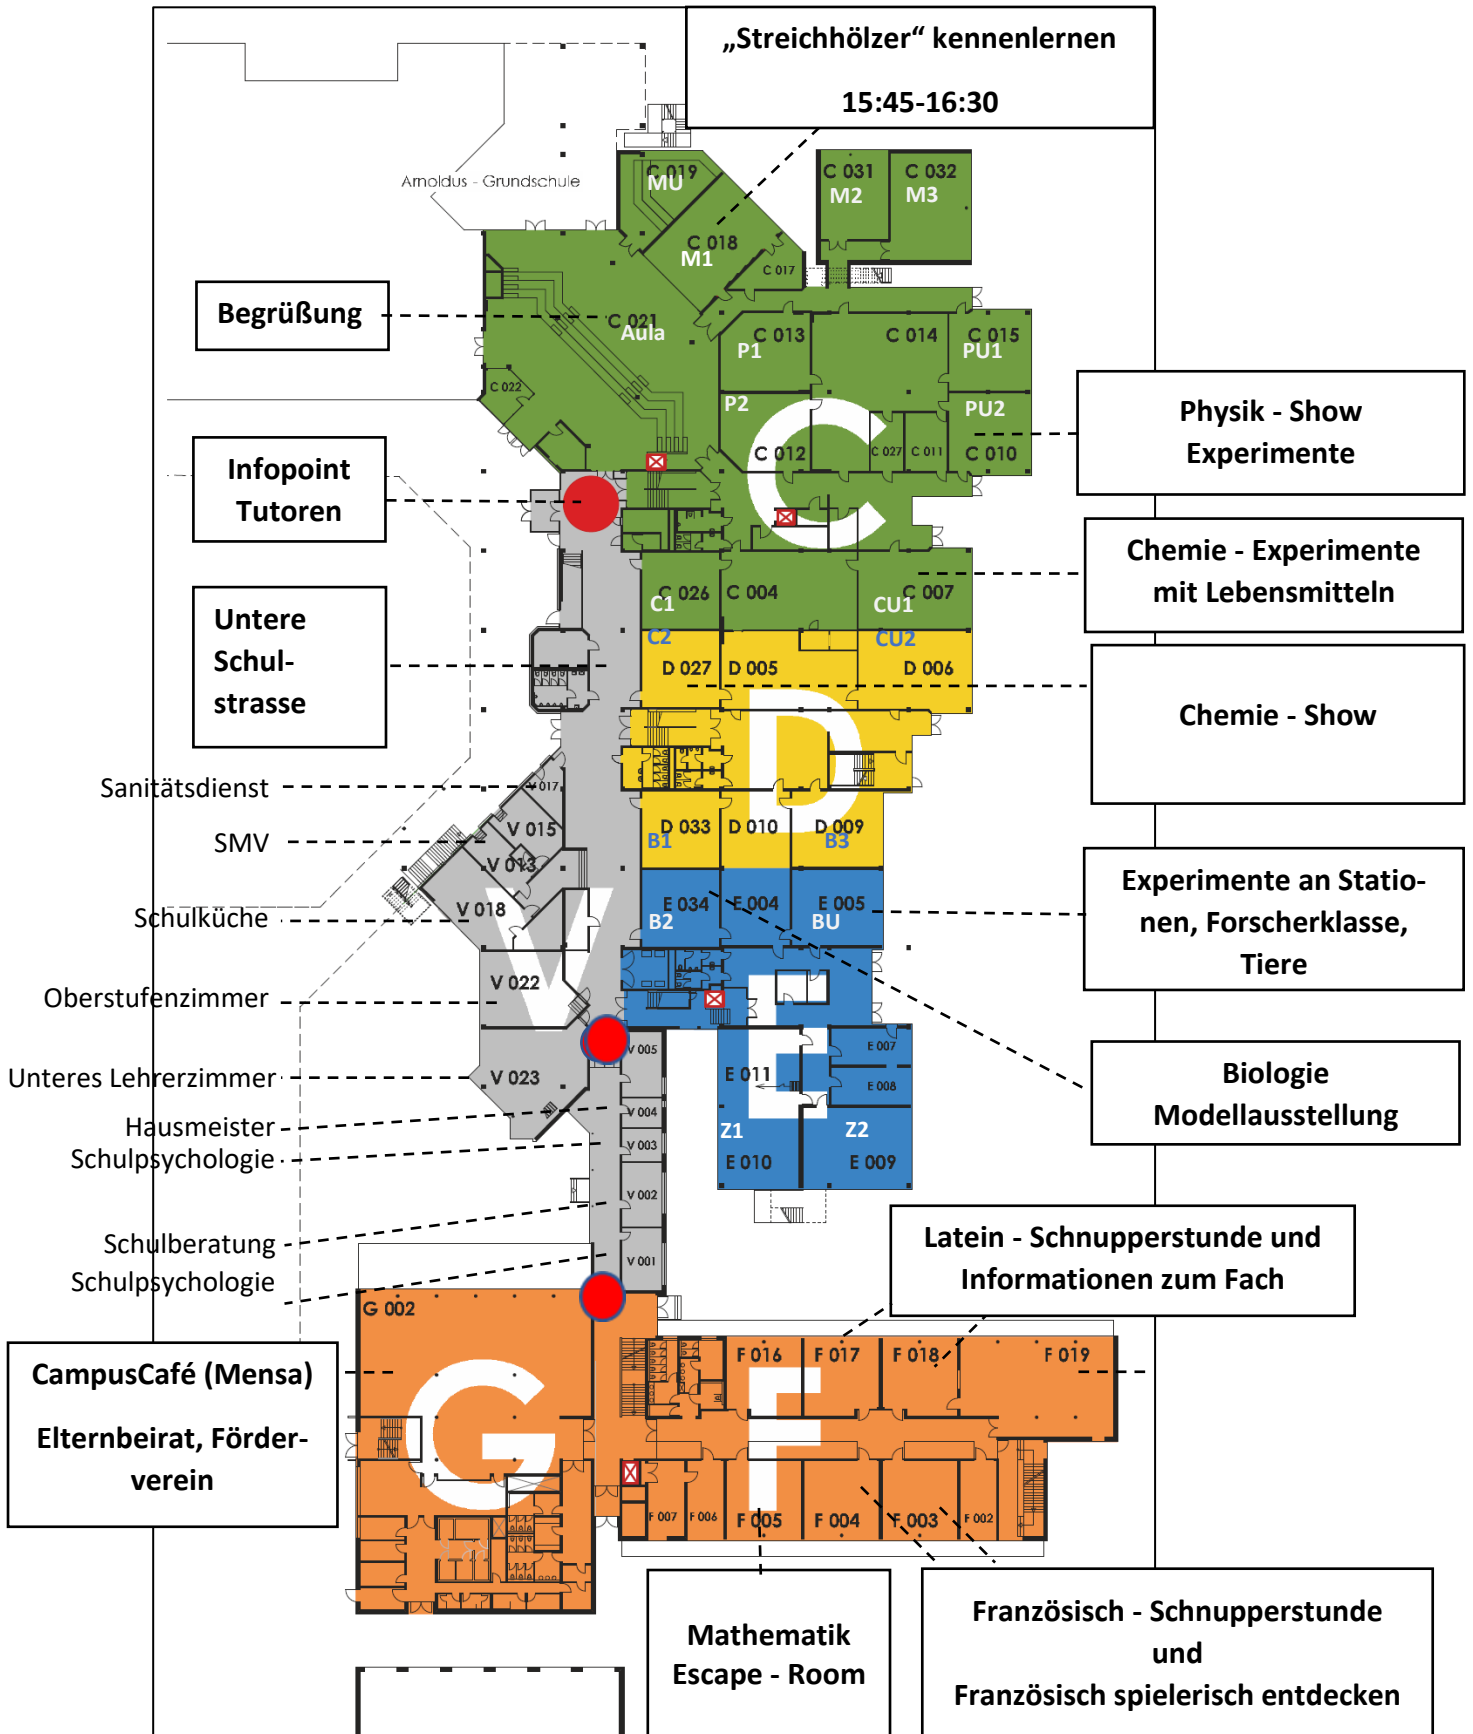 „Streichhölzer“ kennenlernen
15:45-16:30
Arnoldus - Grundschule
C 019
MU
C 018
M1
C 017
C 031
M2
C 032
M3
Begrüßung
C 021
Aula
C 022
P1
C 013
C 014
C 015
PU1
P2
C 012
C 027
C 011
PU2
C 010
C
Physik - Show
Experimente
Infopoint
Tutoren
Chemie - Experimente
mit Lebensmitteln
C 026
C1
C 004
C 007
CU1
Untere
Schul-
strasse
C2
D 027
D 005
CU2
D 006
D
Chemie - Show
Sanitätsdienst
V 017
SMV
V 015
V 013
D 033
B1
D 010
D 009
B3
Schulküche
V 018
V
E 034
B2
E 004
E 005
BU
Experimente an Statio-
nen, Forscherklasse,
Tiere
Oberstufenzimmer
V 022
E
Unteres Lehrerzimmer
V 023
V 005
E 011
E 007
E 008
Biologie
Modellausstellung
Hausmeister
V 004
Schulpsychologie
V 003
Z1
E 010
Z2
E 009
V 002
Schulberatung
V 001
Schulpsychologie
Latein - Schnupperstunde und
Informationen zum Fach
G 002
G
CampusCafé (Mensa)
Elternbeirat, Förder-
verein
F 016
F 017
F 018
F 019
F
F 007
F 006
F 005
F 004
F 003
F 002
Mathematik
Escape - Room
Französisch - Schnupperstunde
und
Französisch spielerisch entdecken